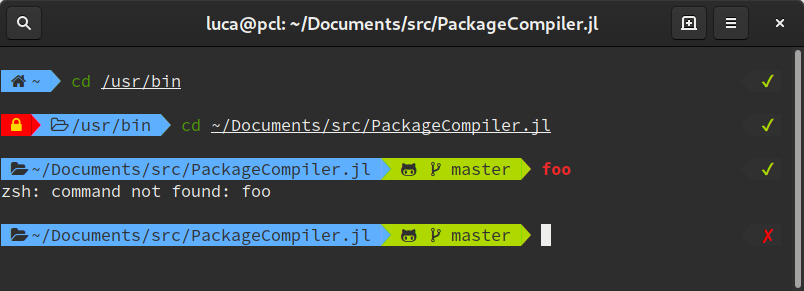 luca@pcl: ~/Documents/src/PackageCompiler.jl
~ cd /usr/bin ✓
/usr/bin cd ~/Documents/src/PackageCompiler.jl ✓
~/Documents/src/PackageCompiler.jl master foo ✓
zsh: command not found: foo
~/Documents/src/PackageCompiler.jl master ✗